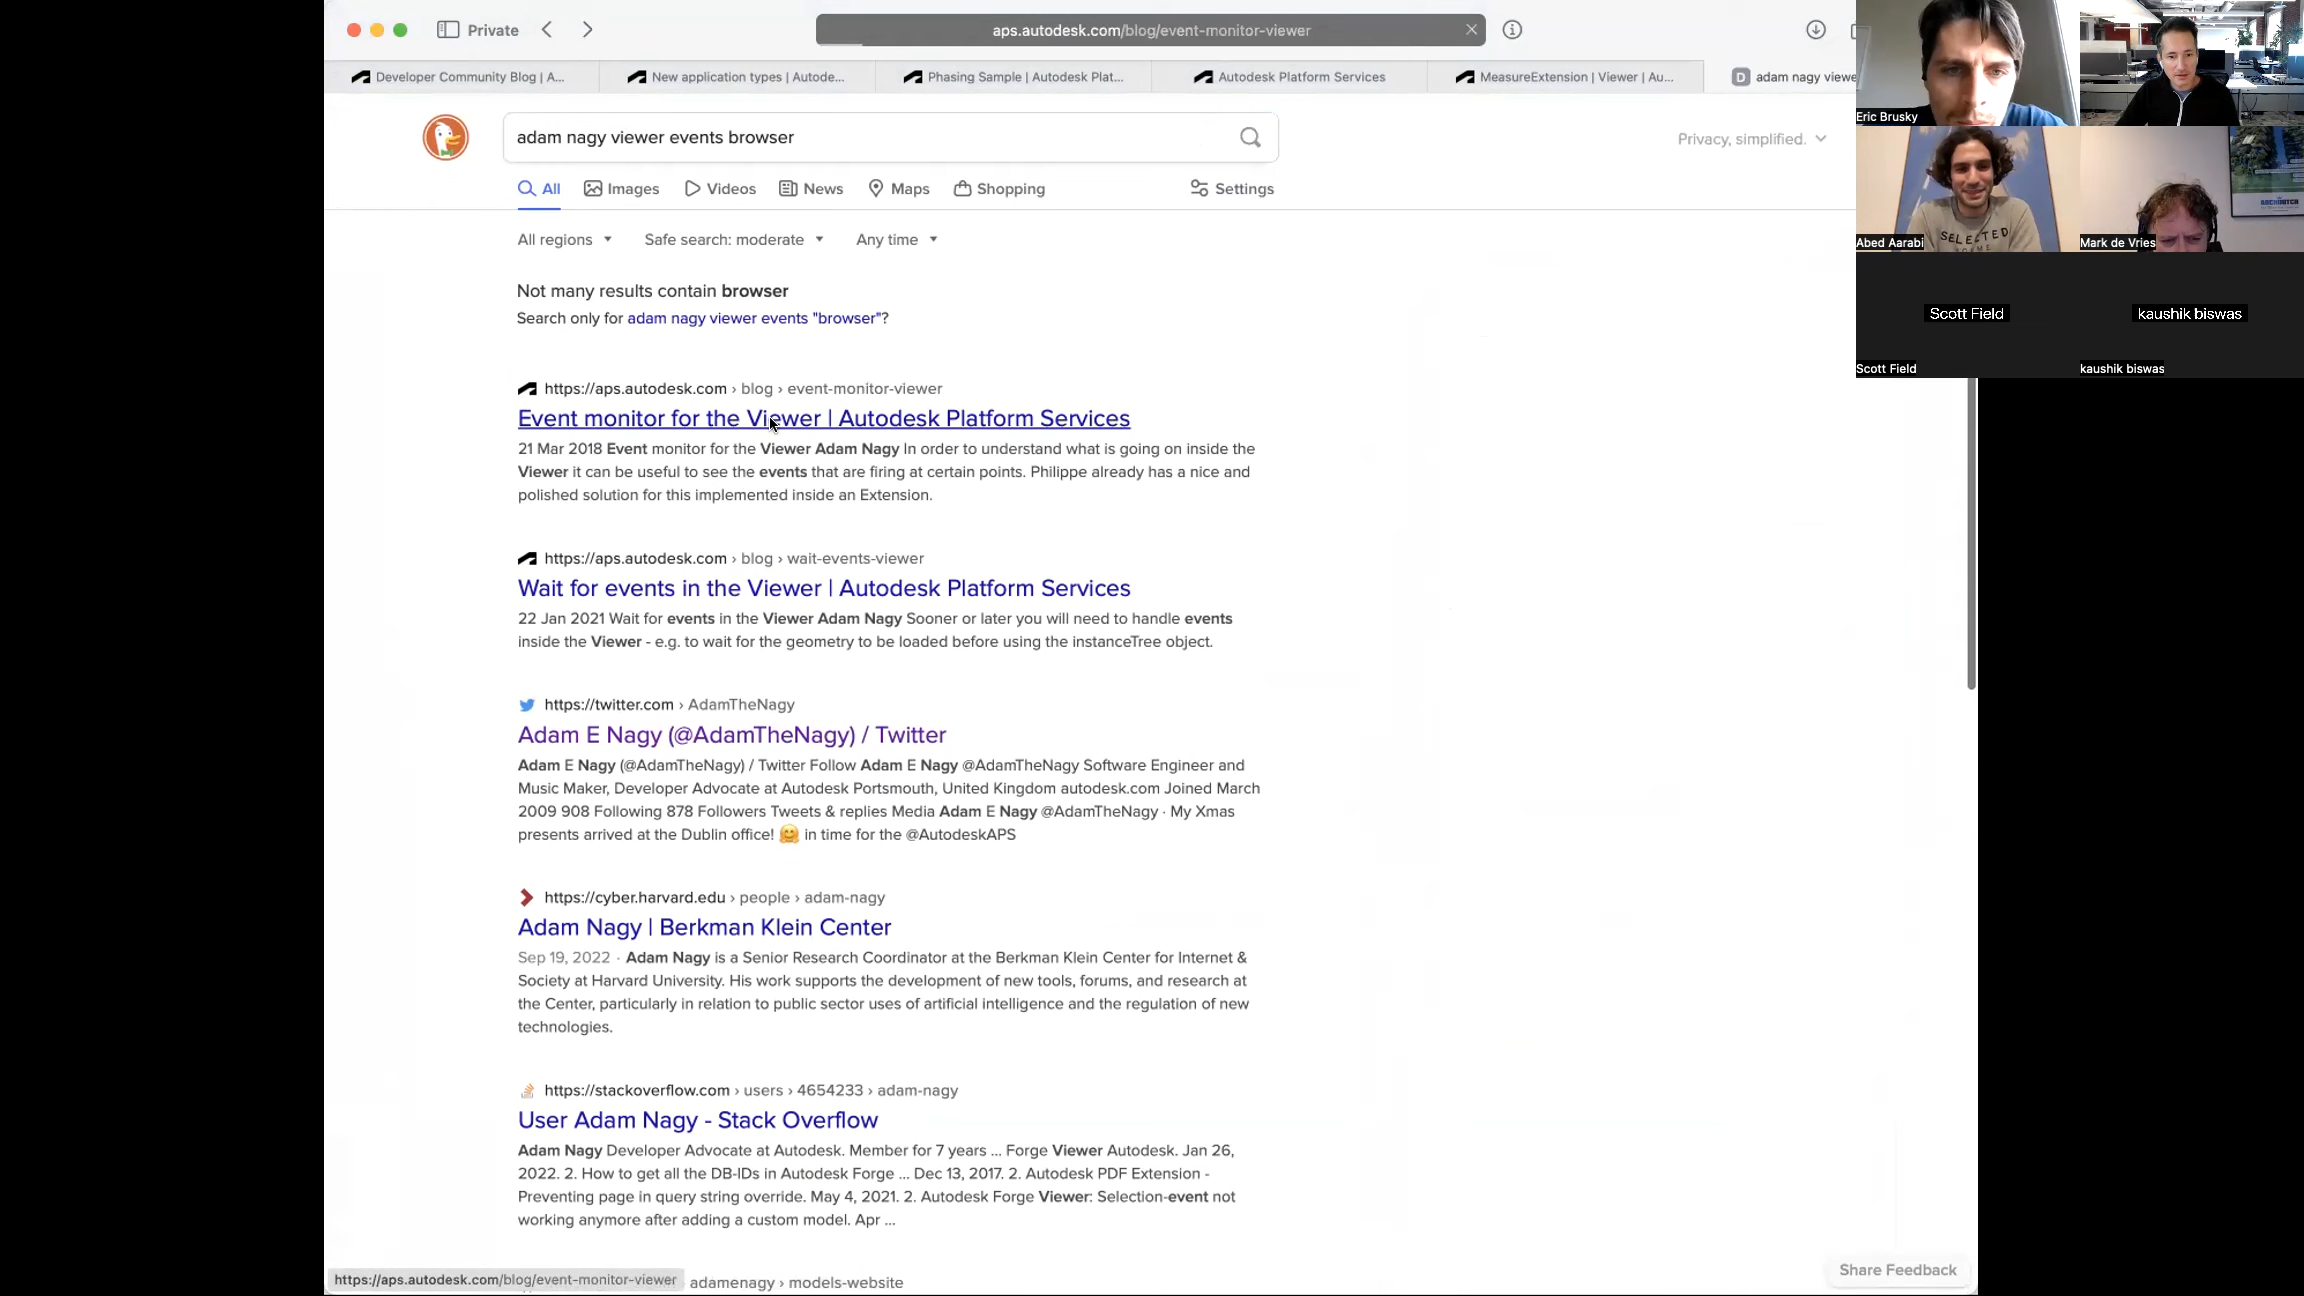 Private
aps.autodesk.com/blog/event-monitor-viewer
Developer Community Blog | A...
New application types | Autode...
Phasing Sample | Autodesk Plat...
Autodesk Platform Services
MeasureExtension | Viewer | Au...
D adam nagy viewe
adam nagy viewer events browser
Privacy, simplified.
All
Images
Videos
News
Maps
Shopping
Settings
All regions
Safe search: moderate
Any time
Not many results contain browser
Search only for adam nagy viewer events "browser"?
https://aps.autodesk.com › blog › event-monitor-viewer
Event monitor for the Viewer | Autodesk Platform Services
21 Mar 2018 Event monitor for the Viewer Adam Nagy In order to understand what is going on inside the
Viewer it can be useful to see the events that are firing at certain points. Philippe already has a nice and
polished solution for this implemented inside an Extension.
https://aps.autodesk.com › blog › wait-events-viewer
Wait for events in the Viewer | Autodesk Platform Services
22 Jan 2021 Wait for events in the Viewer Adam Nagy Sooner or later you will need to handle events
inside the Viewer - e.g. to wait for the geometry to be loaded before using the instanceTree object.
https://twitter.com › AdamTheNagy
Adam E Nagy (@AdamTheNagy) / Twitter
Adam E Nagy (@AdamTheNagy) / Twitter Follow Adam E Nagy @AdamTheNagy Software Engineer and
Music Maker, Developer Advocate at Autodesk Portsmouth, United Kingdom autodesk.com Joined March
2009 908 Following 878 Followers Tweets & replies Media Adam E Nagy @AdamTheNagy · My Xmas
presents arrived at the Dublin office! 🤗 in time for the @AutodeskAPS
https://cyber.harvard.edu › people › adam-nagy
Adam Nagy | Berkman Klein Center
Sep 19, 2022 · Adam Nagy is a Senior Research Coordinator at the Berkman Klein Center for Internet &
Society at Harvard University. His work supports the development of new tools, forums, and research at
the Center, particularly in relation to public sector uses of artificial intelligence and the regulation of new
technologies.
https://stackoverflow.com › users › 4654233 › adam-nagy
User Adam Nagy - Stack Overflow
Adam Nagy Developer Advocate at Autodesk. Member for 7 years ... Forge Viewer Autodesk. Jan 26,
2022. 2. How to get all the DB-IDs in Autodesk Forge ... Dec 13, 2017. 2. Autodesk PDF Extension -
Preventing page in query string override. May 4, 2021. 2. Autodesk Forge Viewer: Selection-event not
working anymore after adding a custom model. Apr ...
https://aps.autodesk.com/blog/event-monitor-viewer
adamenagy › models-website
Share Feedback
Eric Brusky
SELECTED
Abed Aarabi
Mark de Vries
Scott Field
kaushik biswas
Scott Field
kaushik biswas